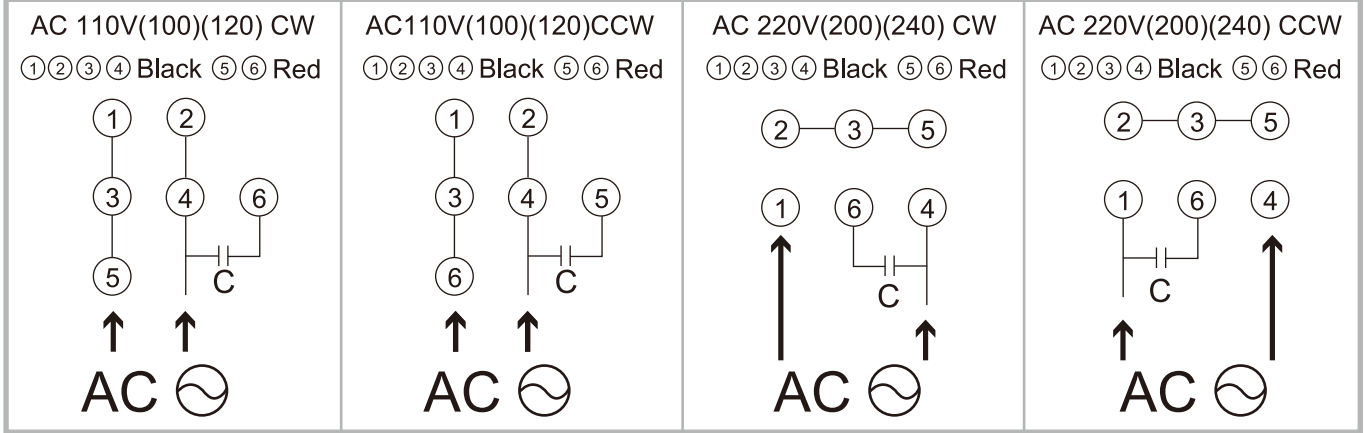 AC 110V(100)(120) CW
①②③④ Black ⑤⑥ Red
① ②
③ ④ ⑥
⑤ C
AC
AC110V(100)(120)CCW
①②③④ Black ⑤⑥ Red
① ②
③ ④ ⑤
⑥ C
AC
AC 220V(200)(240) CW
①②③④ Black ⑤⑥ Red
② ③ ⑤
① ⑥ ④
C
AC
AC 220V(200)(240) CCW
①②③④ Black ⑤⑥ Red
② ③ ⑤
① ⑥ ④
C
AC